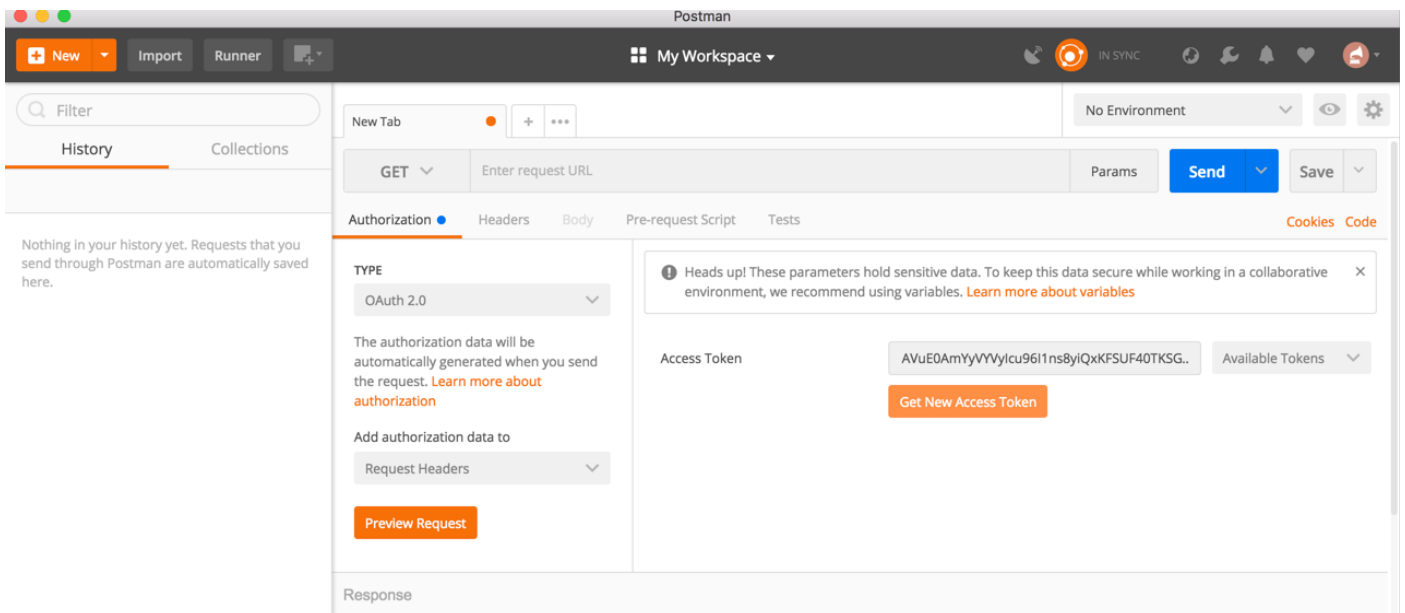 Postman
New Import Runner My Workspace IN SYNC
Filter
History Collections
Nothing in your history yet. Requests that you
send through Postman are automatically saved
here.
New Tab + ••• No Environment
GET Enter request URL Params Send Save
Authorization Headers Body Pre-request Script Tests Cookies Code
TYPE
OAuth 2.0
The authorization data will be
automatically generated when you send
the request. Learn more about
authorization
Add authorization data to
Request Headers
Preview Request
Heads up! These parameters hold sensitive data. To keep this data secure while working in a collaborative
environment, we recommend using variables. Learn more about variables
Access Token AVuE0AmYyVYVyIcu96I1ns8yiQxKFSUF40TKSG.. Available Tokens
Get New Access Token
Response